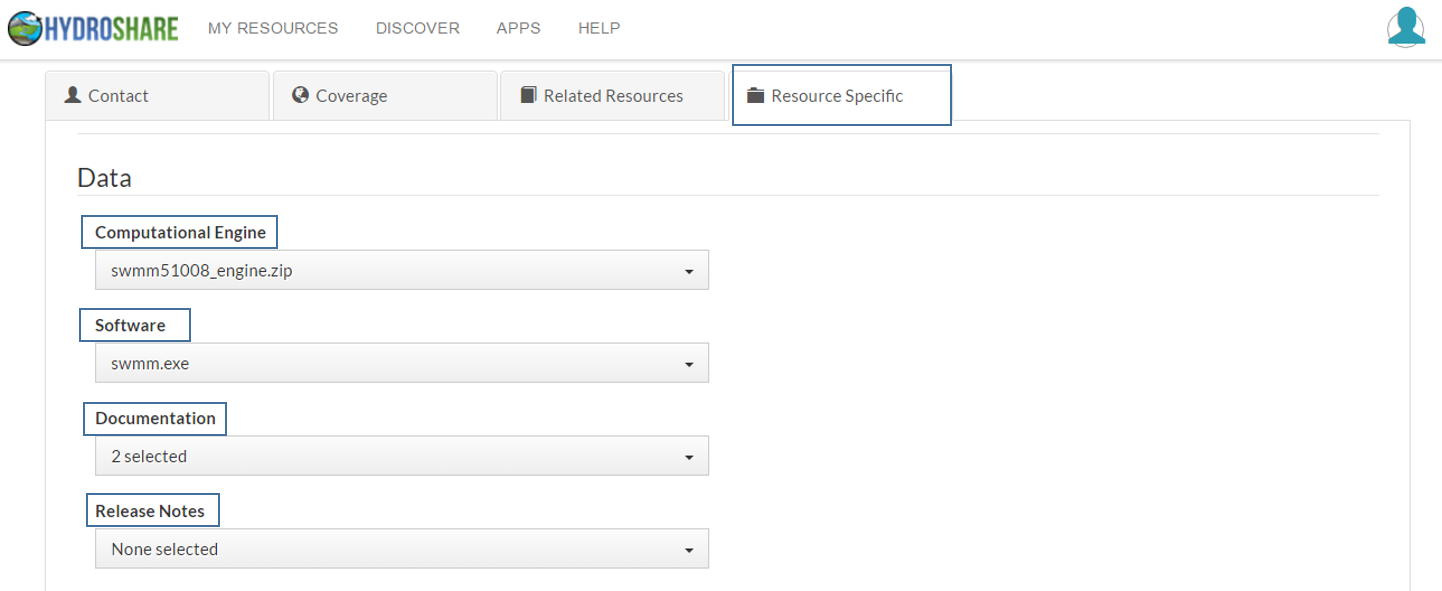 HYDROSHARE MY RESOURCES DISCOVER APPS HELP
Contact Coverage Related Resources Resource Specific
Data
Computational Engine
swmm51008_engine.zip
Software
swmm.exe
Documentation
2 selected
Release Notes
None selected